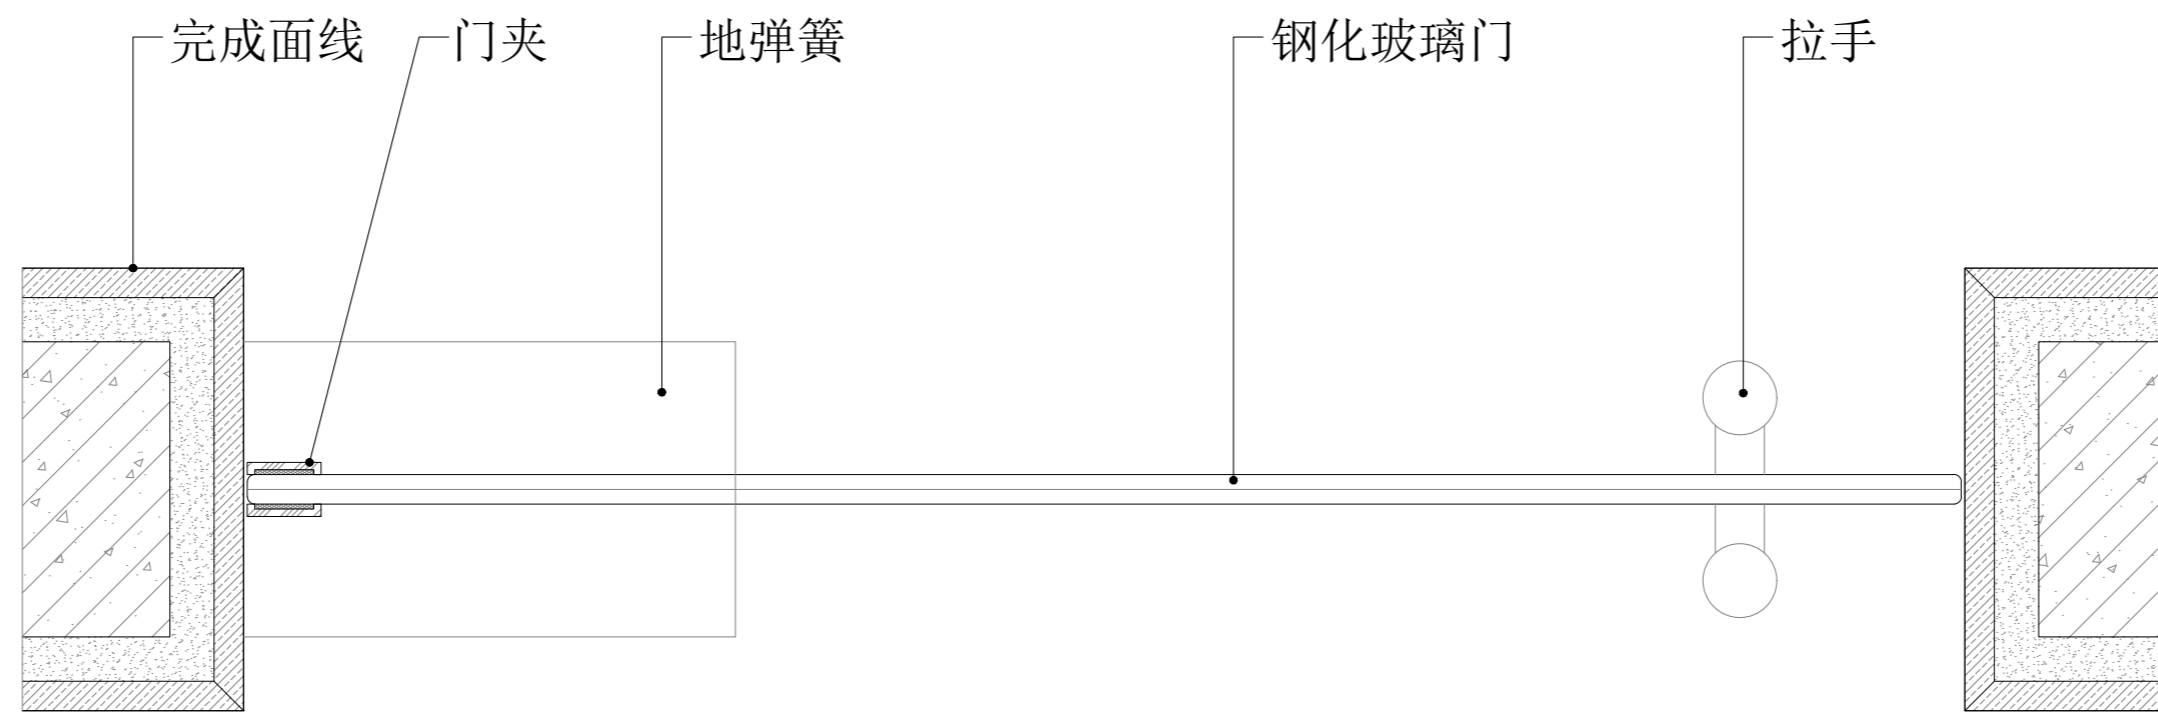 完成面线
门夹
地弹簧
钢化玻璃门
拉手